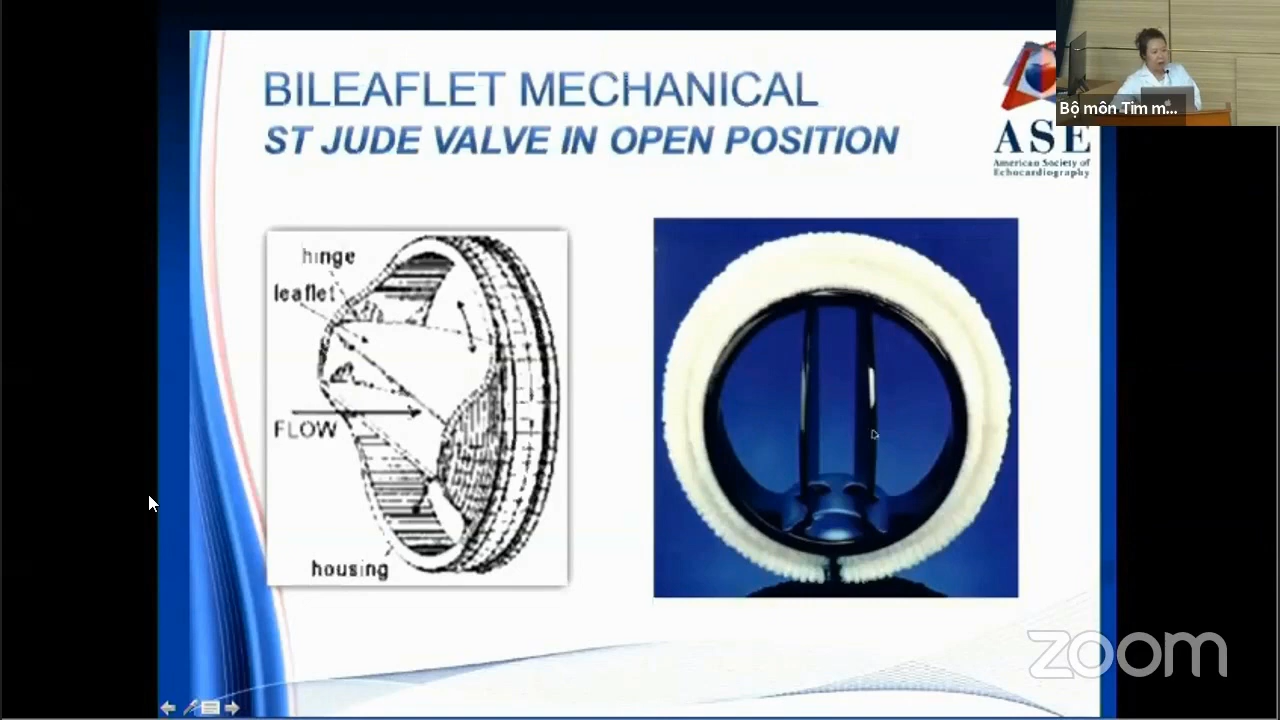 BILEAFLET MECHANICAL
ST JUDE VALVE IN OPEN POSITION
ASE
American Society of
Echocardiography
Bộ môn Tim m...
hinge
leaflet
FLOW
housing
zoom